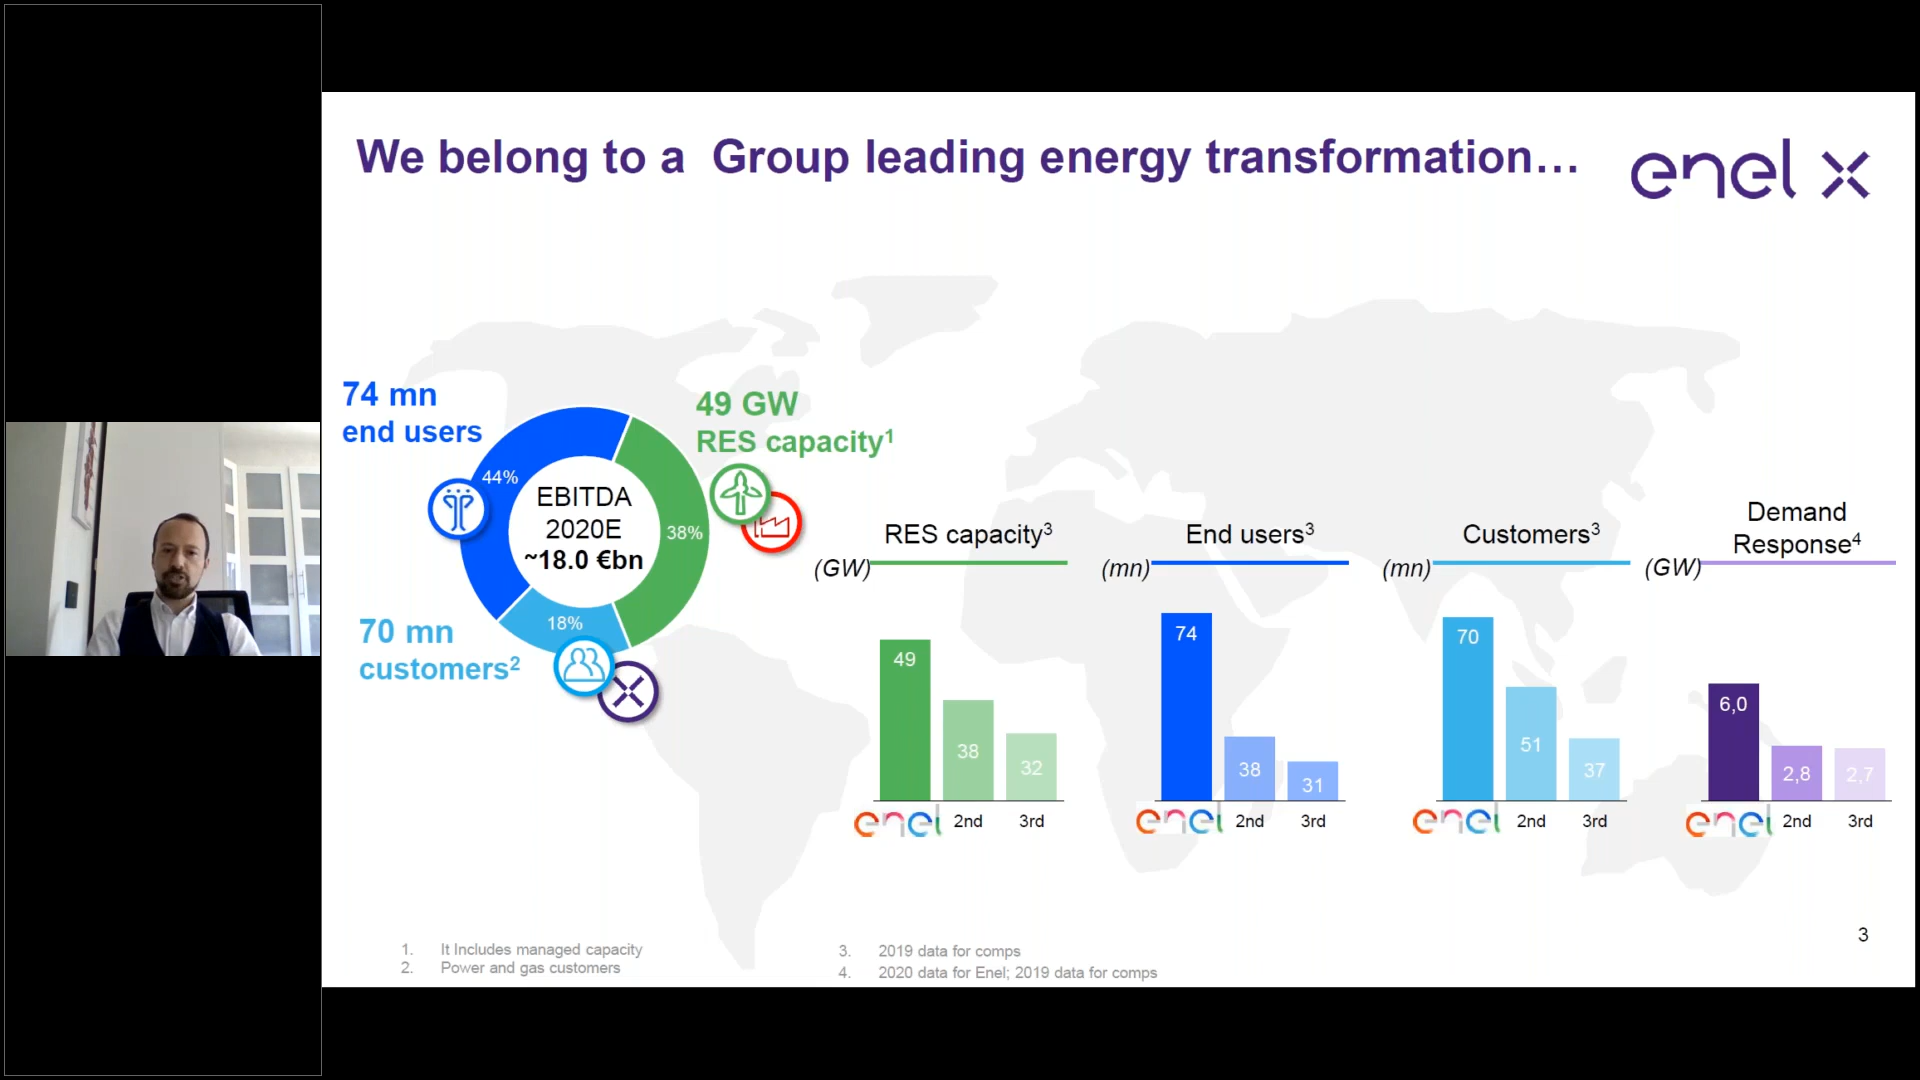 We belong to a  Group leading energy transformation…
enel x
74 mn
end users
49 GW
RES capacity1
44%
38%
18%
EBITDA
2020E
~18.0 €bn
70 mn
customers2
RES capacity3
(GW)
49
38
32
enel 2nd 3rd
End users3
(mn)
74
38
31
enel 2nd 3rd
Customers3
(mn)
70
51
37
enel 2nd 3rd
Demand
Response4
(GW)
6,0
2,8
2,7
enel 2nd 3rd
1. It Includes managed capacity
2. Power and gas customers
3. 2019 data for comps
4. 2020 data for Enel; 2019 data for comps
3